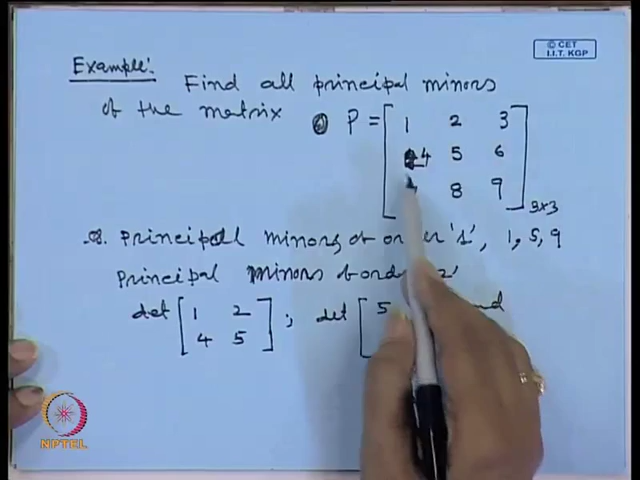 © CET
I.I.T. KGP
Example:
Find all principal minors
of the matrix P =
1 2 3
4 5 6
8 9
3×3
Principal minors of order '1', 1, 5, 9
Principal minors of order 2'
det [ 1 2 ; det [ 5
4 5 ]
NPTEL